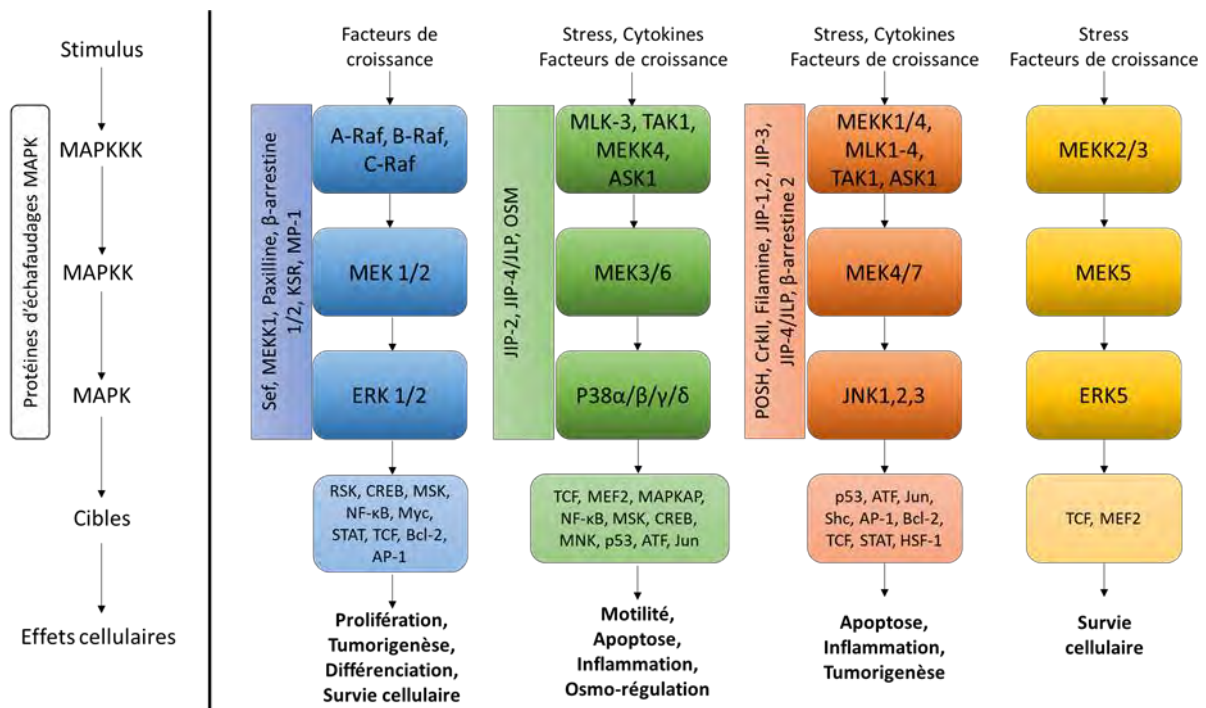 Stimulus
MAPKKK
MAPKK
MAPK
Cibles
Effets cellulaires
Protéines d'échafaudages MAPK
Facteurs de
croissance
Sef, MEKK1, Paxilline, β-arrestine
1/2, KSR, MP-1
A-Raf, B-Raf,
C-Raf
MEK 1/2
ERK 1/2
RSK, CREB, MSK,
NF-κB, Myc,
STAT, TCF, Bcl-2,
AP-1
Prolifération,
Tumorigenèse,
Différenciation,
Survie cellulaire
Stress, Cytokines
Facteurs de croissance
JIP-2, JIP-4/JLP, OSM
MLK-3, TAK1,
MEKK4,
ASK1
MEK3/6
P38α/β/γ/δ
TCF, MEF2, MAPKAP,
NF-κB, MSK, CREB,
MNK, p53, ATF, Jun
Motilité,
Apoptose,
Inflammation,
Osmo-régulation
Stress, Cytokines
Facteurs de croissance
POSH, CrkII, Filamine, JIP-1,2, JIP-3,
JIP-4/JLP, β-arrestine 2
MEKK1/4,
MLK1-4,
TAK1, ASK1
MEK4/7
JNK1,2,3
p53, ATF, Jun,
Shc, AP-1, Bcl-2,
TCF, STAT, HSF-1
Apoptose,
Inflammation,
Tumorigenèse
Stress
Facteurs de croissance
MEKK2/3
MEK5
ERK5
TCF, MEF2
Survie
cellulaire